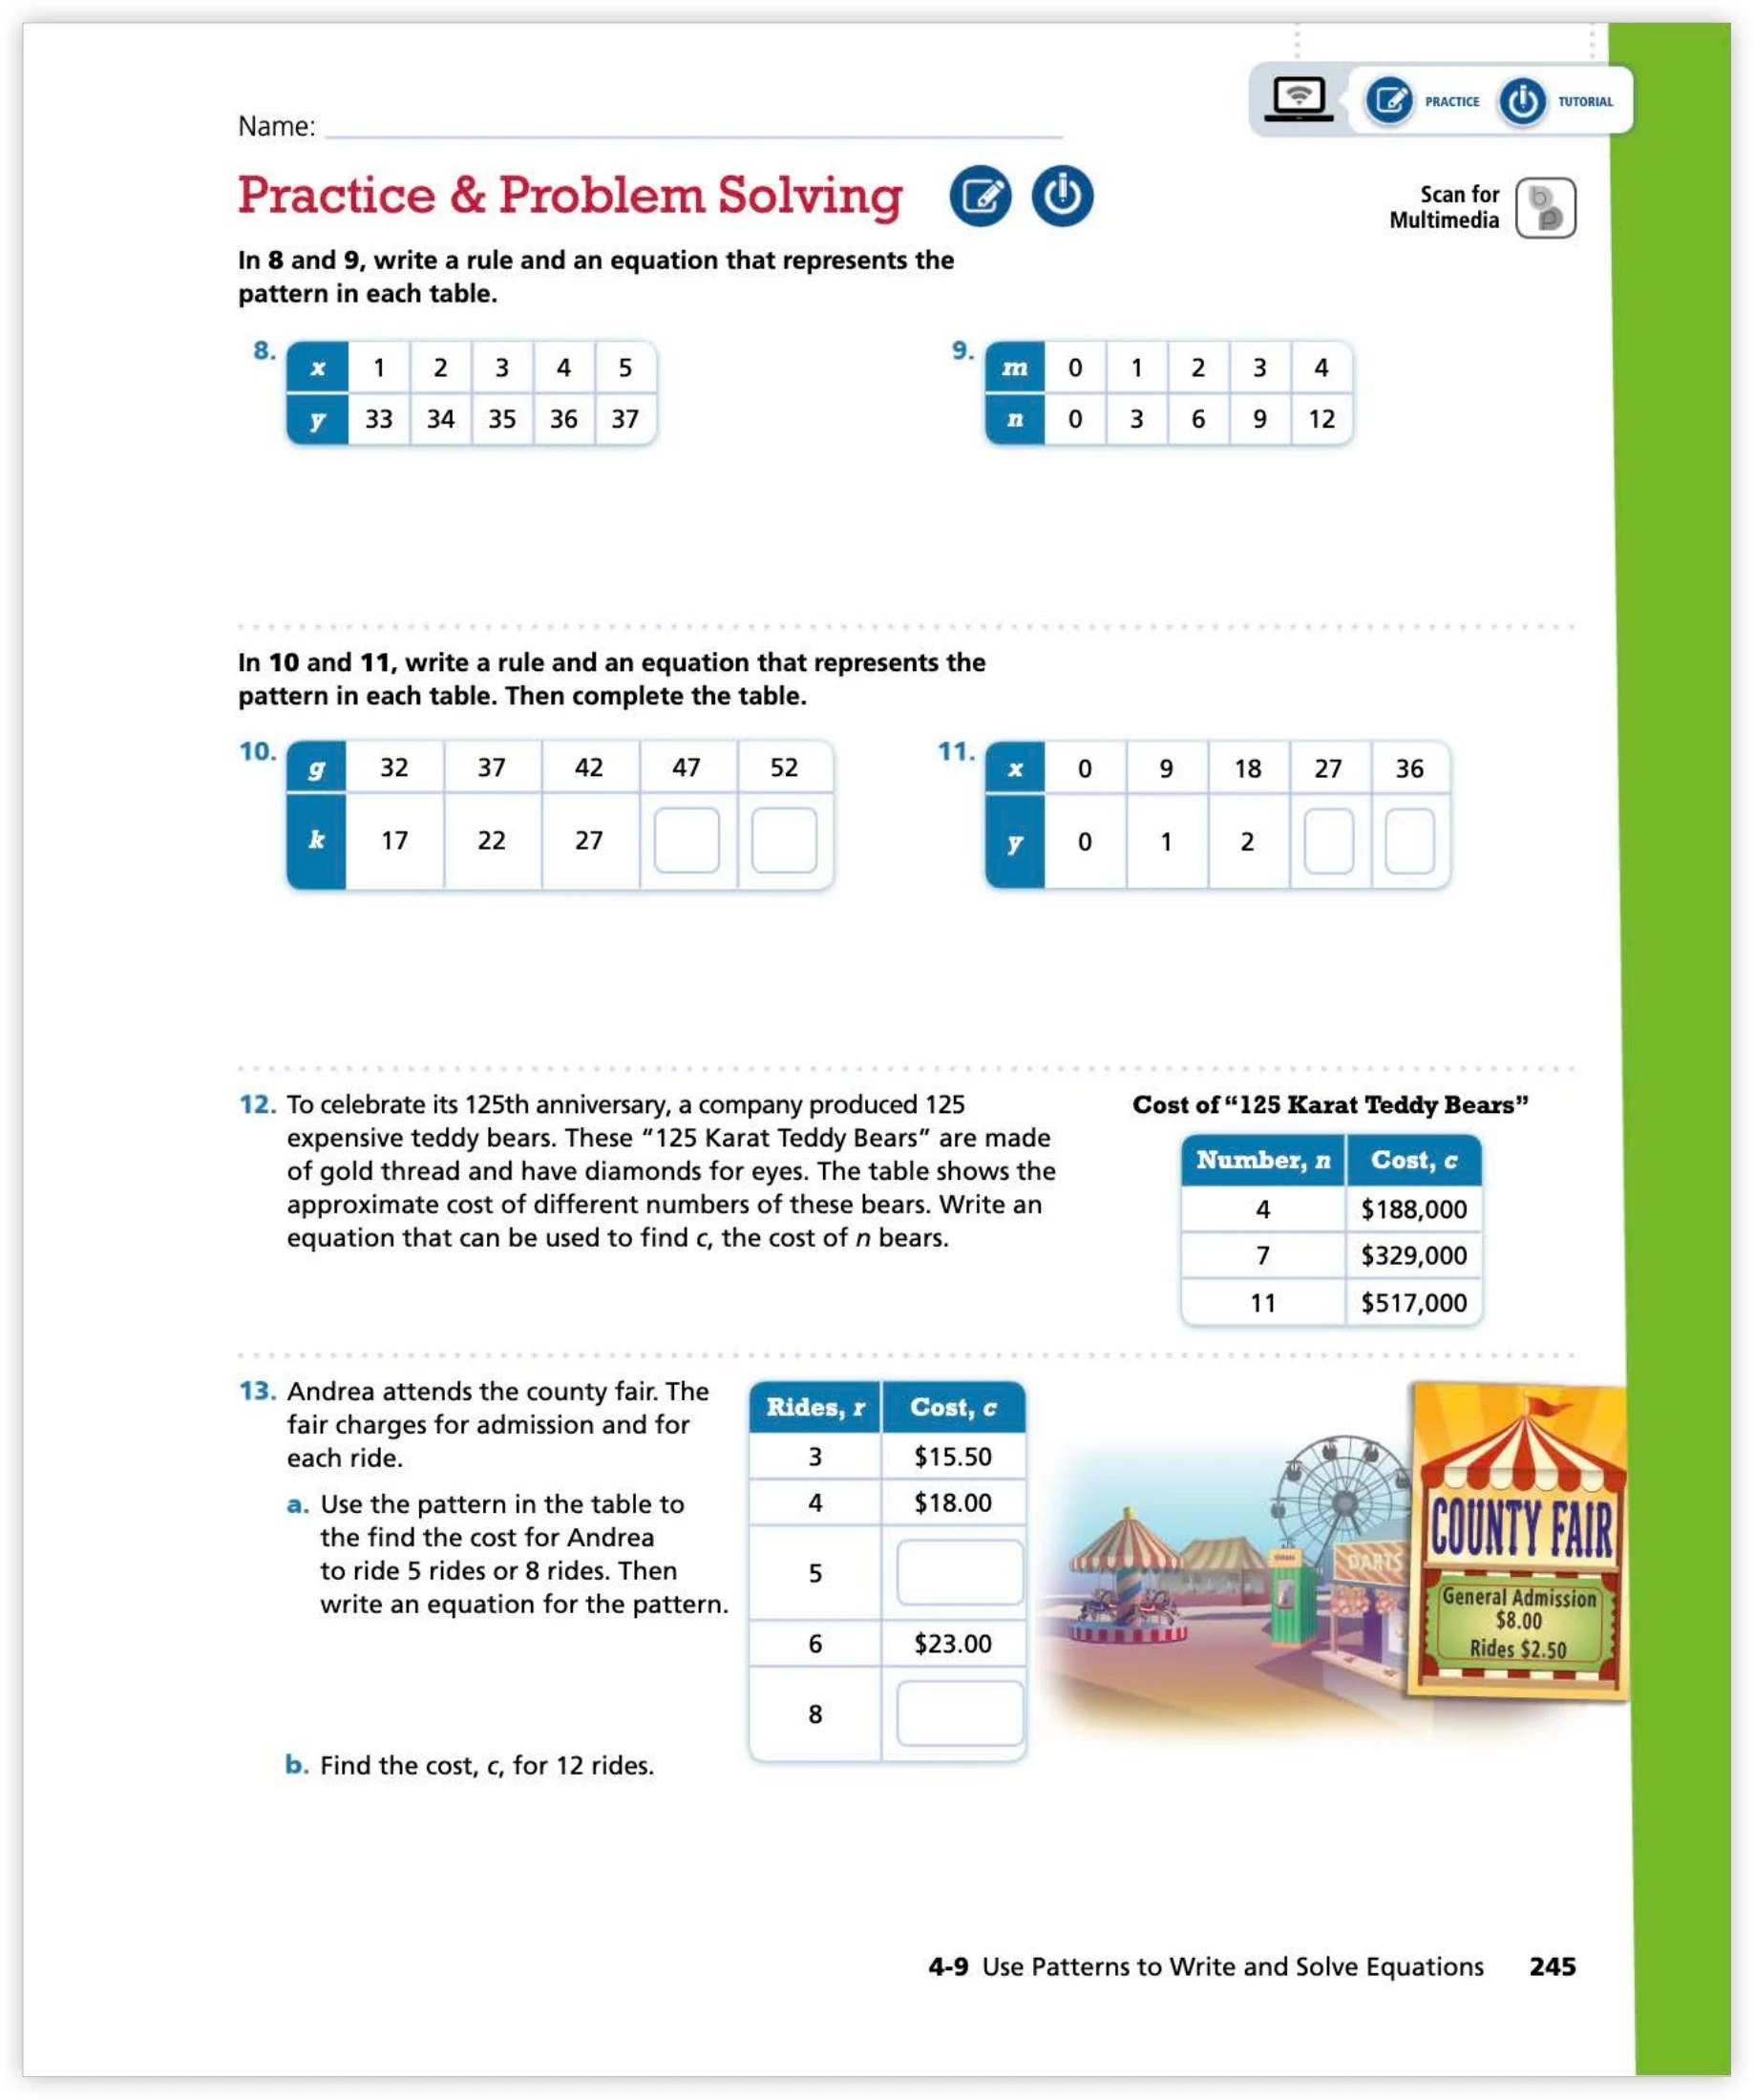 PRACTICE TUTORIAL
Name:
Practice & Problem Solving
Scan for
Multimedia
In 8 and 9, write a rule and an equation that represents the
pattern in each table.
8. x 1 2 3 4 5
y 33 34 35 36 37
9. m 0 1 2 3 4
n 0 3 6 9 12
In 10 and 11, write a rule and an equation that represents the
pattern in each table. Then complete the table.
10. g 32 37 42 47 52
k 17 22 27
11. x 0 9 18 27 36
y 0 1 2
12. To celebrate its 125th anniversary, a company produced 125
expensive teddy bears. These “125 Karat Teddy Bears” are made
of gold thread and have diamonds for eyes. The table shows the
approximate cost of different numbers of these bears. Write an
equation that can be used to find c, the cost of n bears.
Cost of “125 Karat Teddy Bears”
Number, n Cost, c
4 $188,000
7 $329,000
11 $517,000
13. Andrea attends the county fair. The
fair charges for admission and for
each ride.
a. Use the pattern in the table to
the find the cost for Andrea
to ride 5 rides or 8 rides. Then
write an equation for the pattern.
b. Find the cost, c, for 12 rides.
Rides, r Cost, c
3 $15.50
4 $18.00
5
6 $23.00
8
DARTS
COUNTY FAIR
General Admission
$8.00
Rides $2.50
4-9 Use Patterns to Write and Solve Equations 245